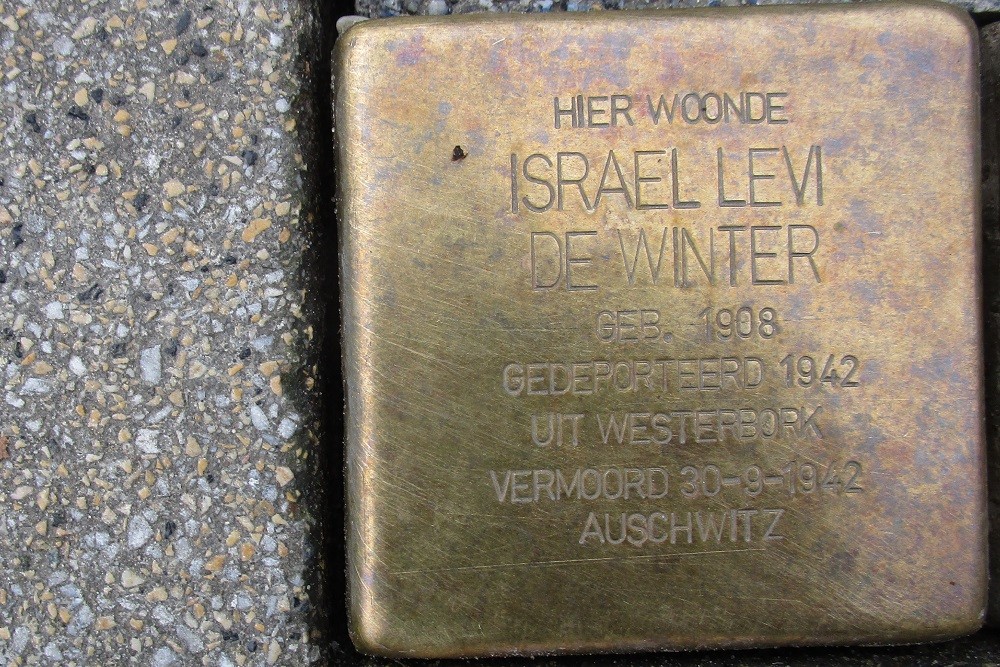 HIER WOONDE
ISRAEL LEVI
DE WINTER
GEB. 1908
GEDEPORTEERD 1942
UIT WESTERBORK
VERMOORD 30-9-1942
AUSCHWITZ